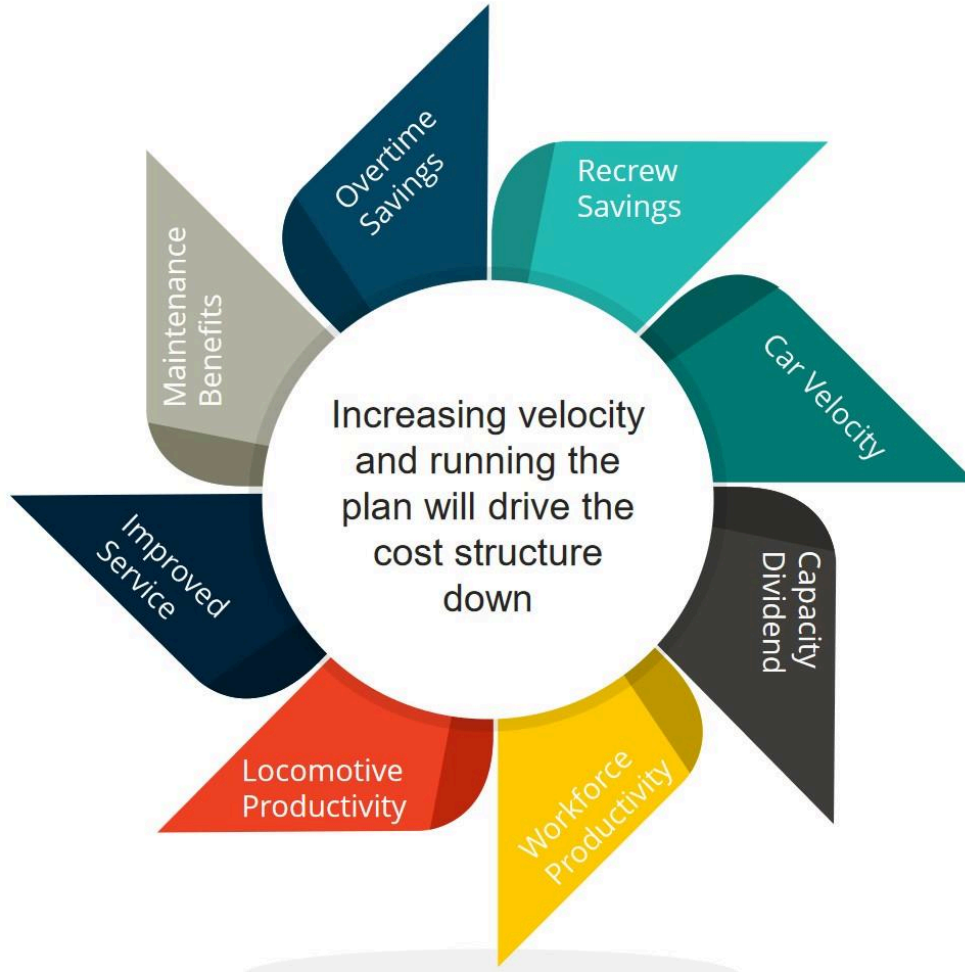 Overtime
Savings
Recrew
Savings
Car Velocity
Capacity
Dividend
Workforce
Productivity
Locomotive
Productivity
Improved
Service
Maintenance
Benefits
Increasing velocity
and running the
plan will drive the
cost structure
down